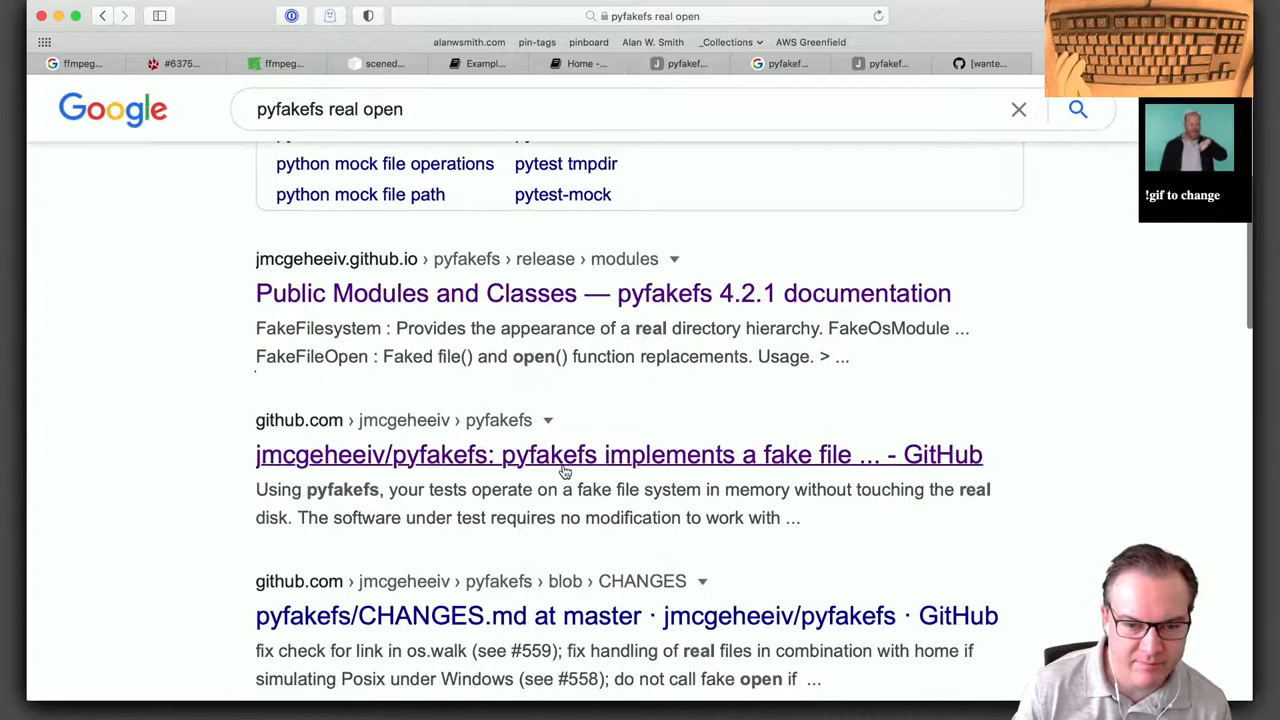 pyfakefs real open
alanwsmith.com pin-tags pinboard Alan W. Smith _Collections AWS Greenfield
ffmpeg... #6375... ffmpeg... scened... Exampl... Home -... pyfakef... pyfakef... pyfakef... [wante...
Google pyfakefs real open
python mock file operations pytest tmpdir
python mock file path pytest-mock
!gif to change
jmcgeheeiv.github.io › pyfakefs › release › modules
Public Modules and Classes — pyfakefs 4.2.1 documentation
FakeFilesystem : Provides the appearance of a real directory hierarchy. FakeOsModule ...
FakeFileOpen : Faked file() and open() function replacements. Usage. > ...
github.com › jmcgeheeiv › pyfakefs
jmcgeheeiv/pyfakefs: pyfakefs implements a fake file ... - GitHub
Using pyfakefs, your tests operate on a fake file system in memory without touching the real
disk. The software under test requires no modification to work with ...
github.com › jmcgeheeiv › pyfakefs › blob › CHANGES
pyfakefs/CHANGES.md at master · jmcgeheeiv/pyfakefs · GitHub
fix check for link in os.walk (see #559); fix handling of real files in combination with home if
simulating Posix under Windows (see #558); do not call fake open if ...